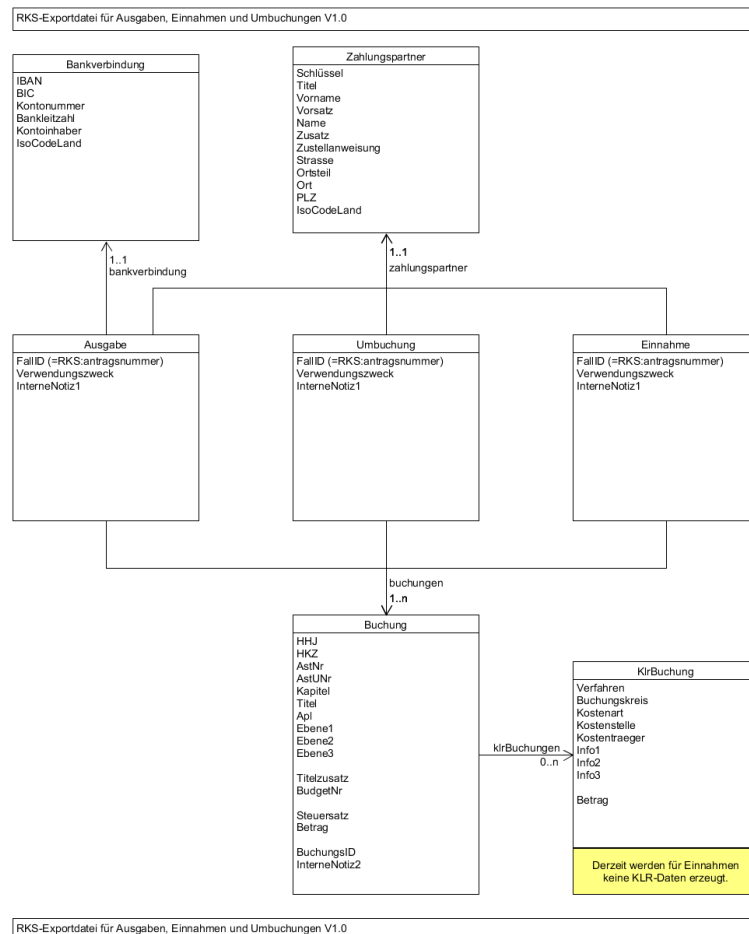 RKS-Exportdatei für Ausgaben, Einnahmen und Umbuchungen V1.0
Bankverbindung
IBAN
BIC
Kontonummer
Bankleitzahl
Kontoinhaber
IsoCodeLand
Zahlungspartner
Schlüssel
Titel
Vorname
Vorsatz
Name
Zusatz
Zustellanweisung
Strasse
Ortsteil
Ort
PLZ
IsoCodeLand
1..1
bankverbindung
1..1
zahlungspartner
Ausgabe
FallID (=RKS:antragsnummer)
Verwendungszweck
InterneNotiz1
Umbuchung
FallID (=RKS:antragsnummer)
Verwendungszweck
InterneNotiz1
Einnahme
FallID (=RKS:antragsnummer)
Verwendungszweck
InterneNotiz1
buchungen
1..n
Buchung
HHJ
HKZ
AstNr
AstUNr
Kapitel
Titel
Apl
Ebene1
Ebene2
Ebene3
Titelzusatz
BudgetNr
Steuersatz
Betrag
BuchungsID
InterneNotiz2
klrBuchungen
0..n
KlrBuchung
Verfahren
Buchungskreis
Kostenart
Kostenstelle
Kostentraeger
Info1
Info2
Info3
Betrag
Derzeit werden für Einnahmen
keine KLR-Daten erzeugt.
RKS-Exportdatei für Ausgaben, Einnahmen und Umbuchungen V1.0